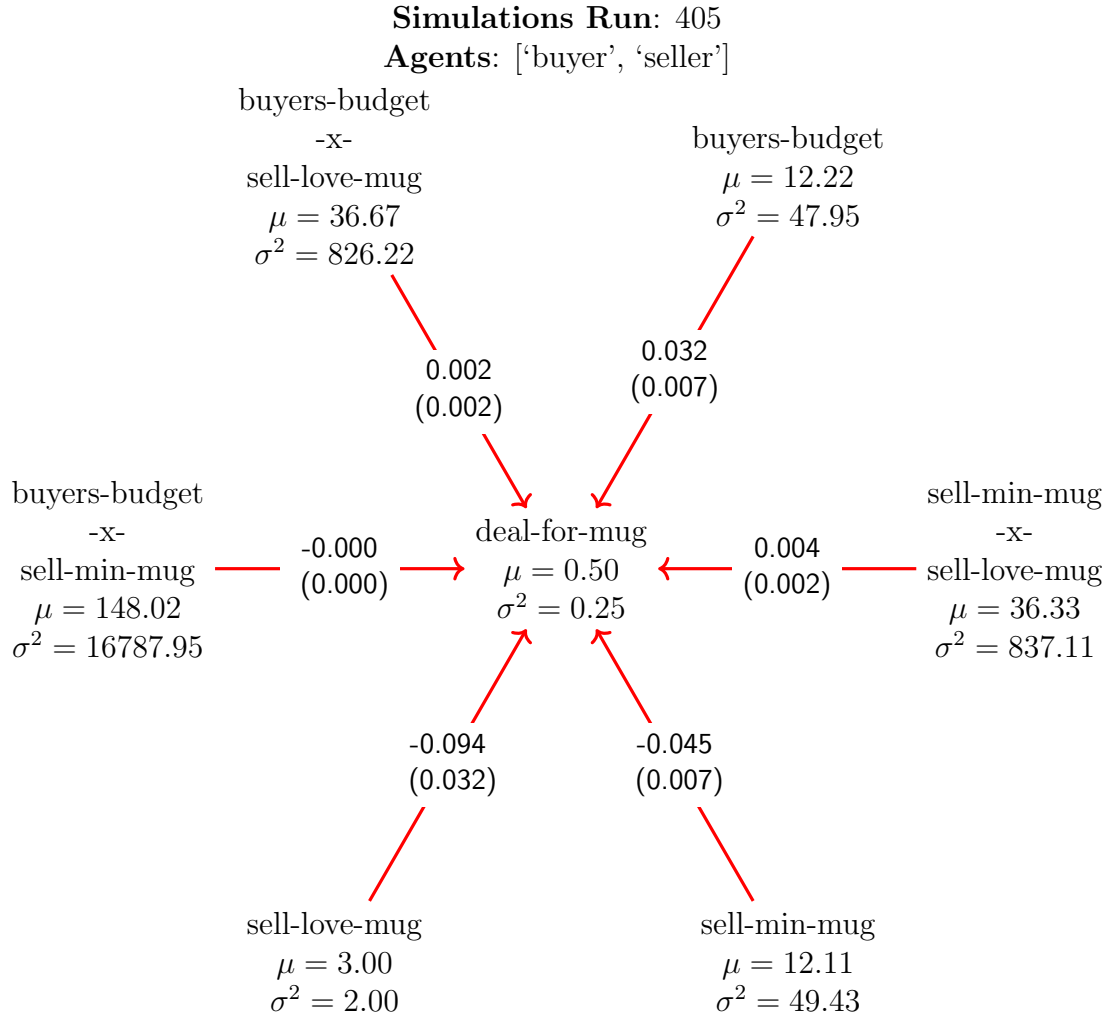 Simulations Run: 405
Agents: [‘buyer’, ‘seller’]
buyers-budget
-x-
sell-love-mug
μ = 36.67
σ² = 826.22
buyers-budget
μ = 12.22
σ² = 47.95
0.002
(0.002)
0.032
(0.007)
buyers-budget
-x-
sell-min-mug
μ = 148.02
σ² = 16787.95
-0.000
(0.000)
deal-for-mug
μ = 0.50
σ² = 0.25
0.004
(0.002)
sell-min-mug
-x-
sell-love-mug
μ = 36.33
σ² = 837.11
-0.094
(0.032)
-0.045
(0.007)
sell-love-mug
μ = 3.00
σ² = 2.00
sell-min-mug
μ = 12.11
σ² = 49.43